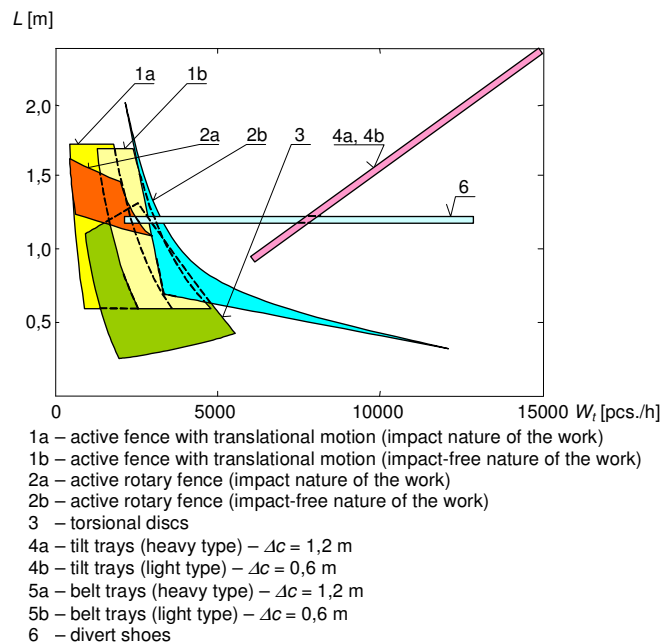 L [m]
1a 1b
2,0
2a 2b 3 4a, 4b
1,5
6
1,0
0,5
0 5000 10000 15000 Wt [pcs./h]
1a – active fence with translational motion (impact nature of the work)
1b – active fence with translational motion (impact-free nature of the work)
2a – active rotary fence (impact nature of the work)
2b – active rotary fence (impact-free nature of the work)
3 – torsional discs
4a – tilt trays (heavy type) – Δc = 1,2 m
4b – tilt trays (light type) – Δc = 0,6 m
5a – belt trays (heavy type) – Δc = 1,2 m
5b – belt trays (light type) – Δc = 0,6 m
6 – divert shoes